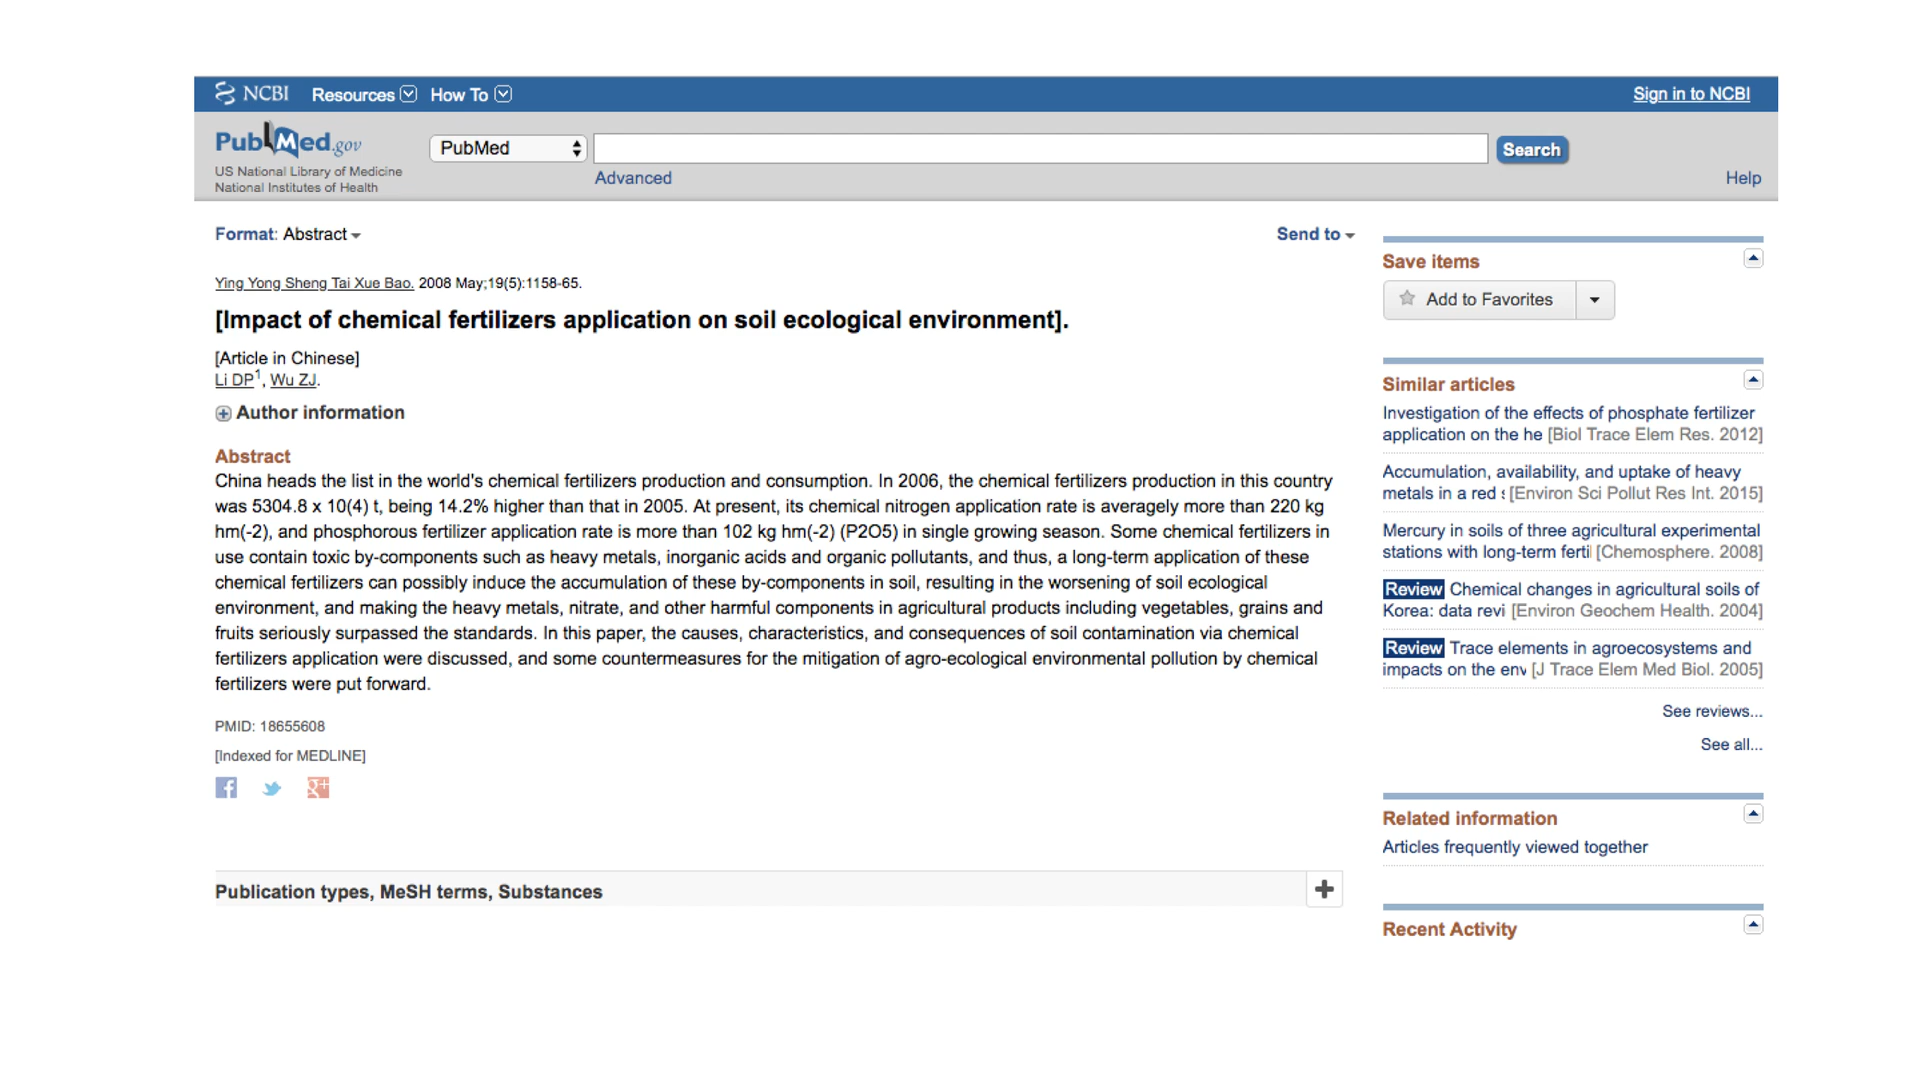 NCBI Resources How To Sign in to NCBI
PubMed.gov
US National Library of Medicine
National Institutes of Health
PubMed
Search
Advanced
Help
Format: Abstract
Send to
Ying Yong Sheng Tai Xue Bao. 2008 May;19(5):1158-65.
[Impact of chemical fertilizers application on soil ecological environment].
[Article in Chinese]
Li DP1, Wu ZJ.
Author information
Abstract
China heads the list in the world's chemical fertilizers production and consumption. In 2006, the chemical fertilizers production in this country
was 5304.8 x 10(4) t, being 14.2% higher than that in 2005. At present, its chemical nitrogen application rate is averagely more than 220 kg
hm(-2), and phosphorous fertilizer application rate is more than 102 kg hm(-2) (P2O5) in single growing season. Some chemical fertilizers in
use contain toxic by-components such as heavy metals, inorganic acids and organic pollutants, and thus, a long-term application of these
chemical fertilizers can possibly induce the accumulation of these by-components in soil, resulting in the worsening of soil ecological
environment, and making the heavy metals, nitrate, and other harmful components in agricultural products including vegetables, grains and
fruits seriously surpassed the standards. In this paper, the causes, characteristics, and consequences of soil contamination via chemical
fertilizers application were discussed, and some countermeasures for the mitigation of agro-ecological environmental pollution by chemical
fertilizers were put forward.
PMID: 18655608
[Indexed for MEDLINE]
Publication types, MeSH terms, Substances
Save items
Add to Favorites
Similar articles
Investigation of the effects of phosphate fertilizer
application on the he [Biol Trace Elem Res. 2012]
Accumulation, availability, and uptake of heavy
metals in a red [Environ Sci Pollut Res Int. 2015]
Mercury in soils of three agricultural experimental
stations with long-term ferti [Chemosphere. 2008]
Review Chemical changes in agricultural soils of
Korea: data revi [Environ Geochem Health. 2004]
Review Trace elements in agroecosystems and
impacts on the env [J Trace Elem Med Biol. 2005]
See reviews...
See all...
Related information
Articles frequently viewed together
Recent Activity